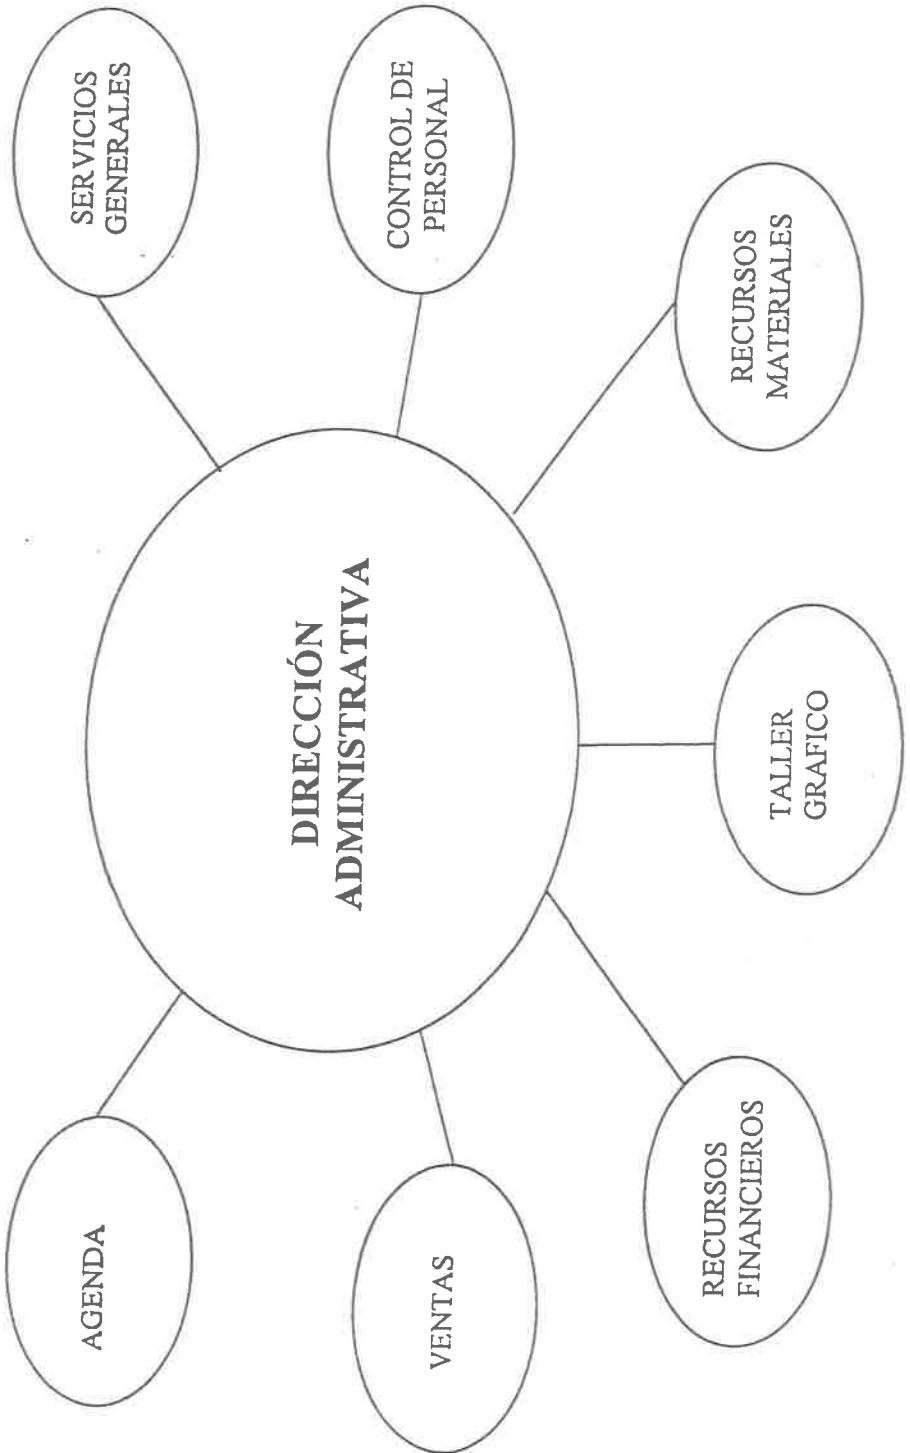 AGENDA
SERVICIOS
GENERALES
DIRECCIÓN
ADMINISTRATIVA
VENTAS
CONTROL DE
PERSONAL
RECURSOS
FINANCIEROS
RECURSOS
MATERIALES
TALLER
GRAFICO